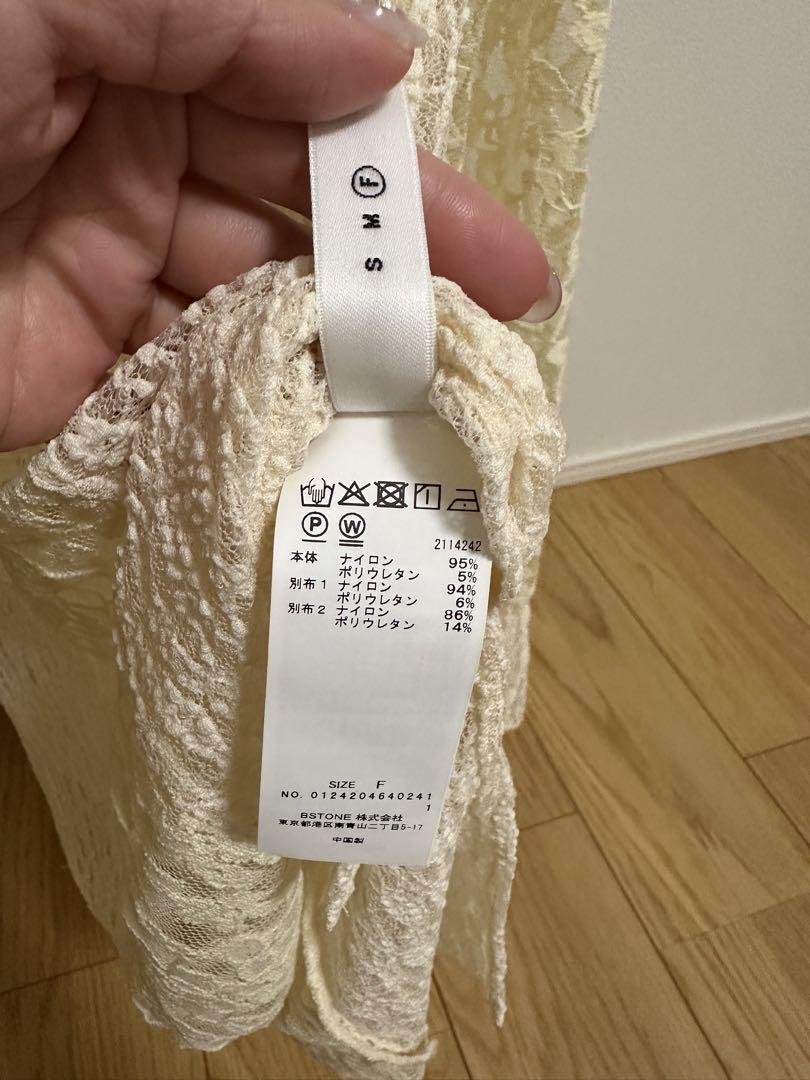 S M F
P W
2114242
本体 ナイロン 95%
ポリウレタン 5%
別布1 ナイロン 94%
ポリウレタン 6%
別布2 ナイロン 86%
ポリウレタン 14%
SIZE F
NO. 0124204640241
1
BSTONE 株式会社
東京都港区南青山二丁目5-17
中国製